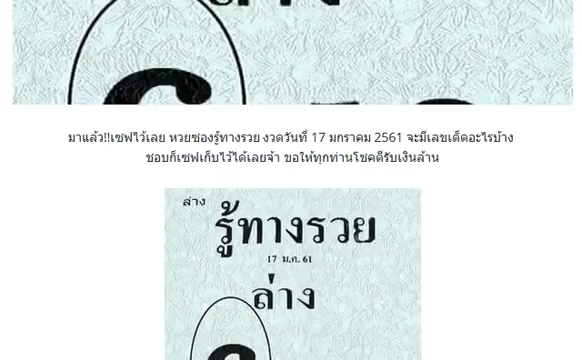 มาแล้ว!!เซฟไว้เลย หวยซองรู้ทางรวย งวดวันที่ 17 มกราคม 2561 จะมีเลขเด็ดอะไรบ้าง
ชอบก็เซฟเก็บไว้ได้เลยจ้า ขอให้ทุกท่านโชคดีรับเงินล้าน
ล่าง
รู้ทางรวย
17 ม.ค. 61
ล่าง